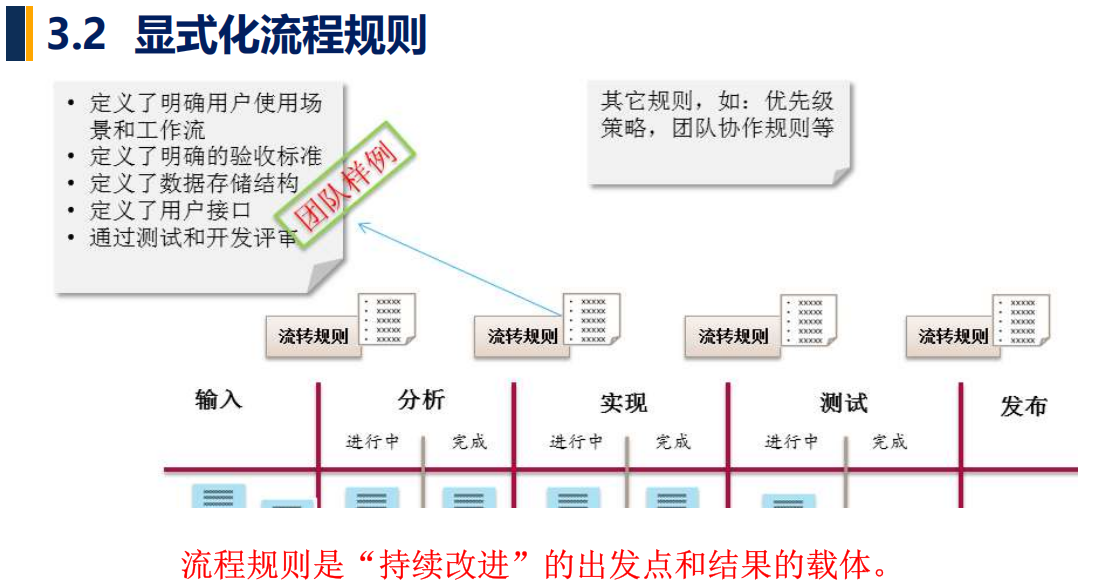 3.2 显式化流程规则
• 定义了明确用户使用场
景和工作流
• 定义了明确的验收标准
• 定义了数据存储结构
• 定义了用户接口
• 通过测试和开发评审
团队样例
其它规则，如：优先级
策略，团队协作规则等
流转规则
• xxxxx
• xxxxx
• xxxxx
• xxxxx
• xxxxx
流转规则
• xxxxx
• xxxxx
• xxxxx
• xxxxx
• xxxxx
流转规则
• xxxxx
• xxxxx
• xxxxx
• xxxxx
• xxxxx
流转规则
• xxxxx
• xxxxx
• xxxxx
• xxxxx
• xxxxx
输入
分析
实现
测试
发布
进行中
完成
进行中
完成
进行中
完成
流程规则是“持续改进”的出发点和结果的载体。